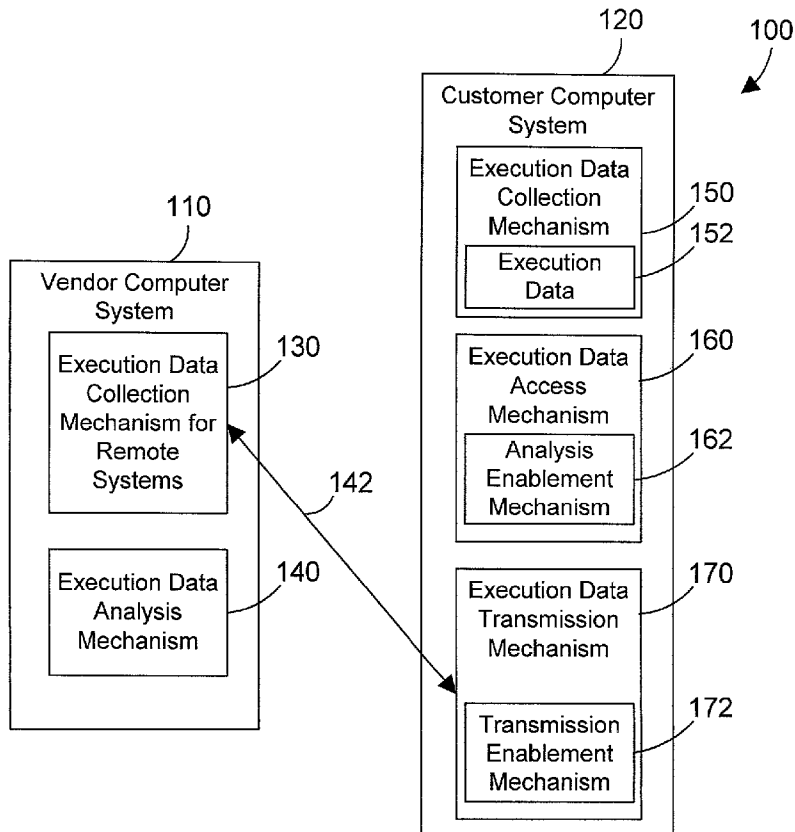 120
100
Customer Computer
System
Execution Data
Collection
Mechanism
150
152
Execution
Data
110
Vendor Computer
System
Execution Data
Collection
Mechanism for
Remote
Systems
130
Execution Data
Access
Mechanism
160
Analysis
Enablement
Mechanism
162
142
Execution Data
Analysis
Mechanism
140
Execution Data
Transmission
Mechanism
170
Transmission
Enablement
Mechanism
172